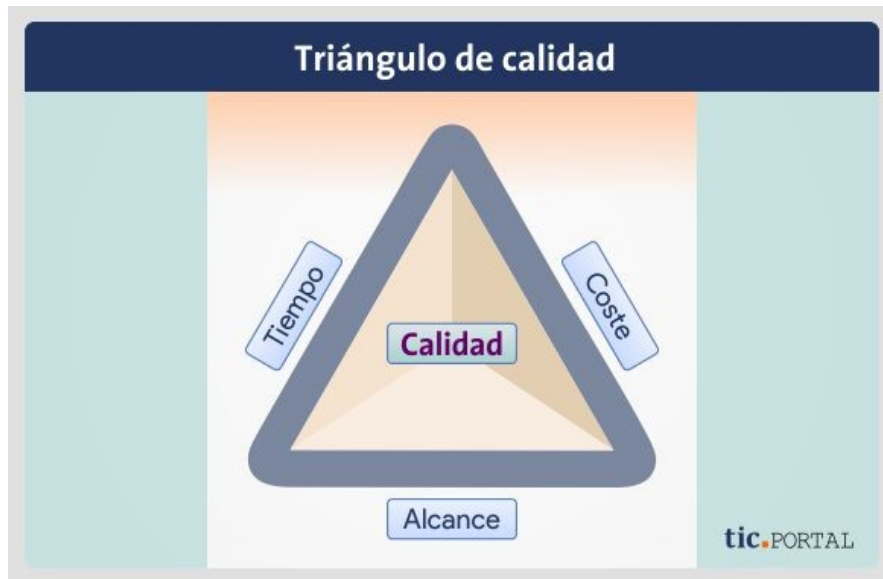 Triángulo de calidad
Tiempo
Coste
Calidad
Alcance
tic.PORTAL